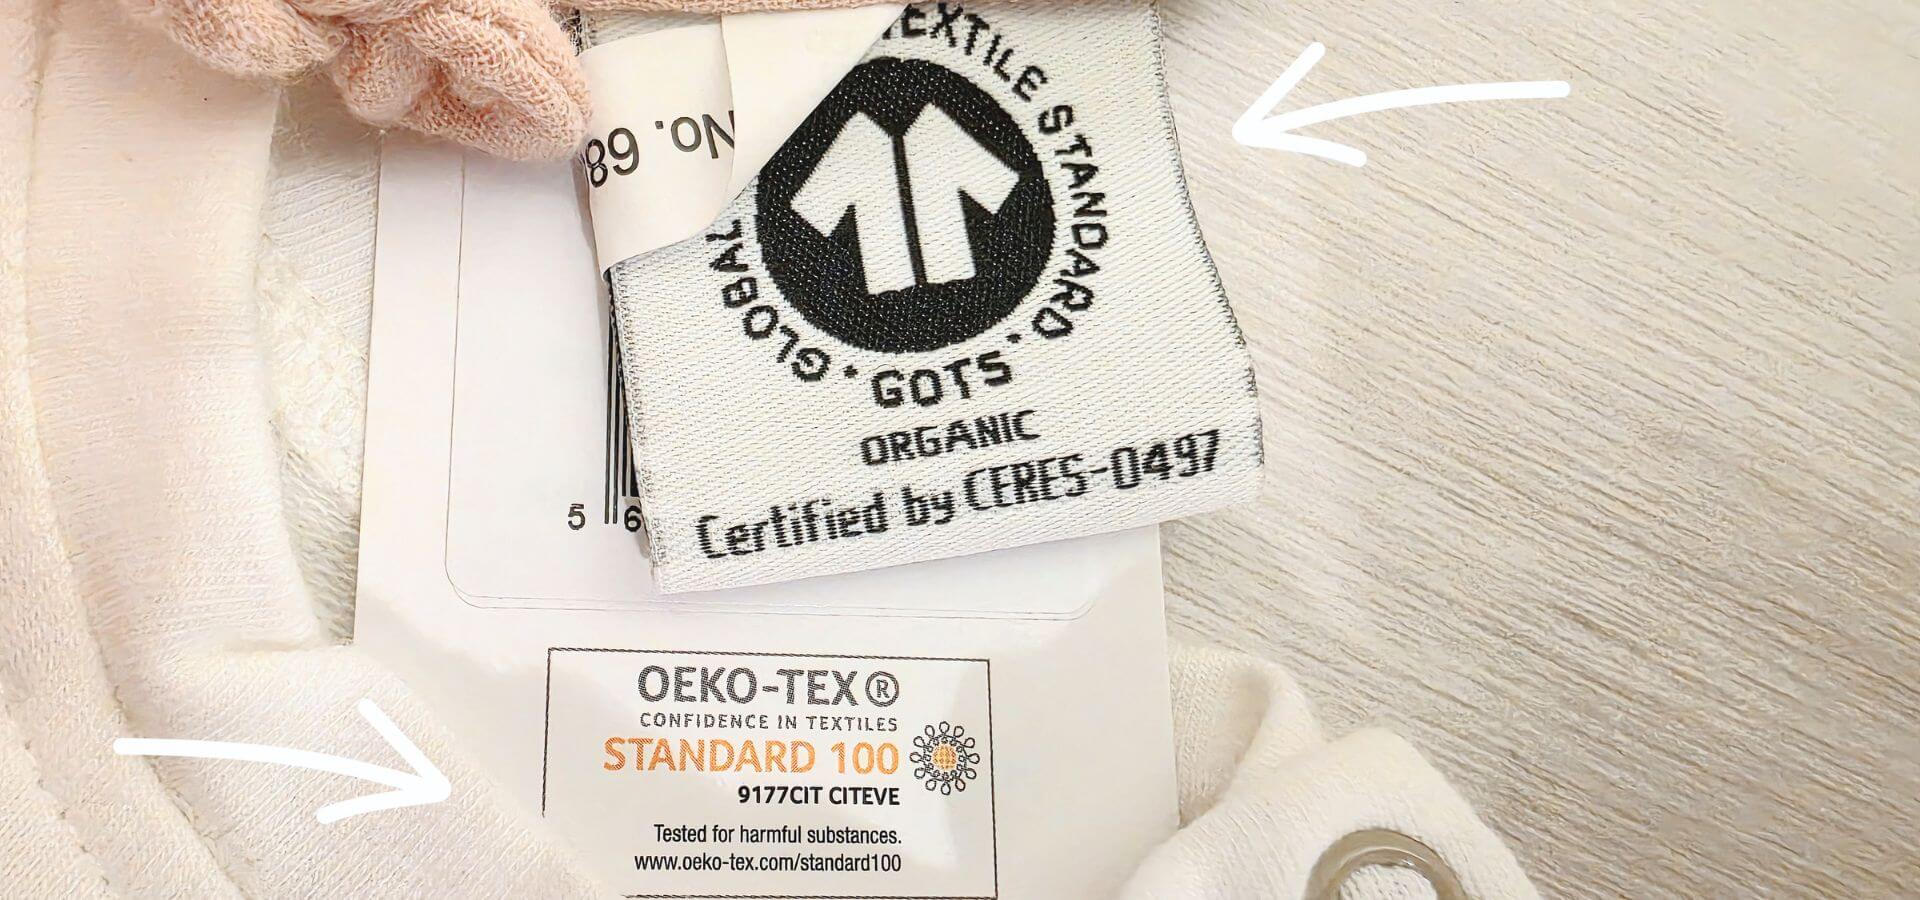 No. 68
GLOBAL TEXTILE STANDARD · GOTS ·
ORGANIC
Certified by CERES-0497
5 6
OEKO-TEX®
CONFIDENCE IN TEXTILES
STANDARD 100
9177CIT CITEVE
Tested for harmful substances.
www.oeko-tex.com/standard100